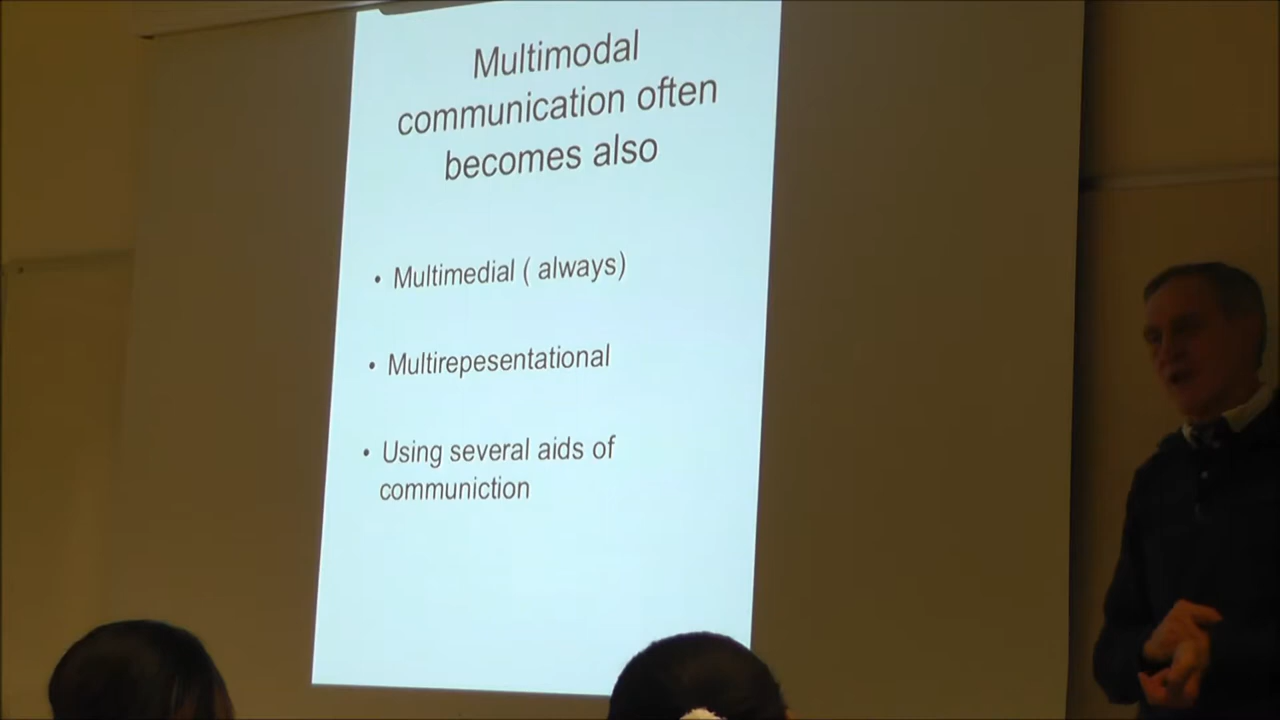 Multimodal
communication often
becomes also
• Multimedial ( always)
• Multirepesentational
• Using several aids of
communiction